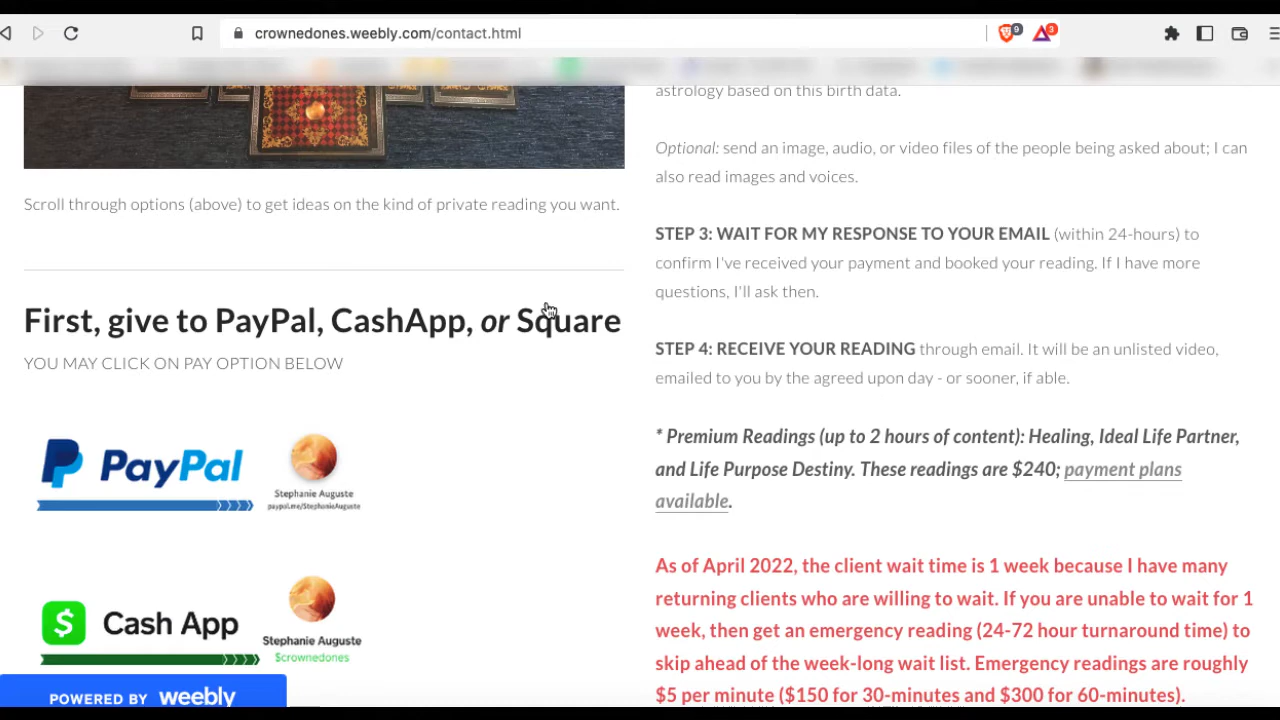 crownedones.weebly.com/contact.html
9
3
Scroll through options (above) to get ideas on the kind of private reading you want.
First, give to PayPal, CashApp, or Square
YOU MAY CLICK ON PAY OPTION BELOW
PayPal
Stephanie Auguste
paypal.me/StephanieAuguste
$ Cash App
Stephanie Auguste
$crownedones
POWERED BY weebly
astrology based on this birth data.
Optional: send an image, audio, or video files of the people being asked about; I can
also read images and voices.
STEP 3: WAIT FOR MY RESPONSE TO YOUR EMAIL (within 24-hours) to
confirm I've received your payment and booked your reading. If I have more
questions, I'll ask then.
STEP 4: RECEIVE YOUR READING through email. It will be an unlisted video,
emailed to you by the agreed upon day - or sooner, if able.
* Premium Readings (up to 2 hours of content): Healing, Ideal Life Partner,
and Life Purpose Destiny. These readings are $240; payment plans
available.
As of April 2022, the client wait time is 1 week because I have many
returning clients who are willing to wait. If you are unable to wait for 1
week, then get an emergency reading (24-72 hour turnaround time) to
skip ahead of the week-long wait list. Emergency readings are roughly
$5 per minute ($150 for 30-minutes and $300 for 60-minutes).